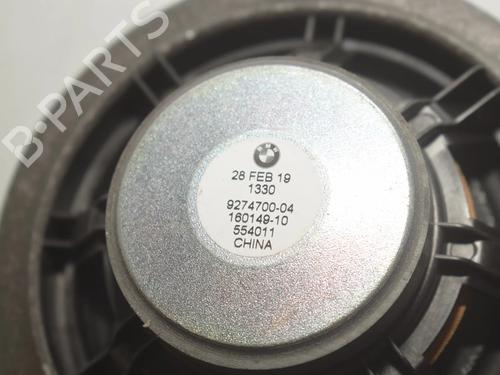 B-PARTS
BMW
28 FEB 19
1330
9274700-04
160149-10
554011
CHINA